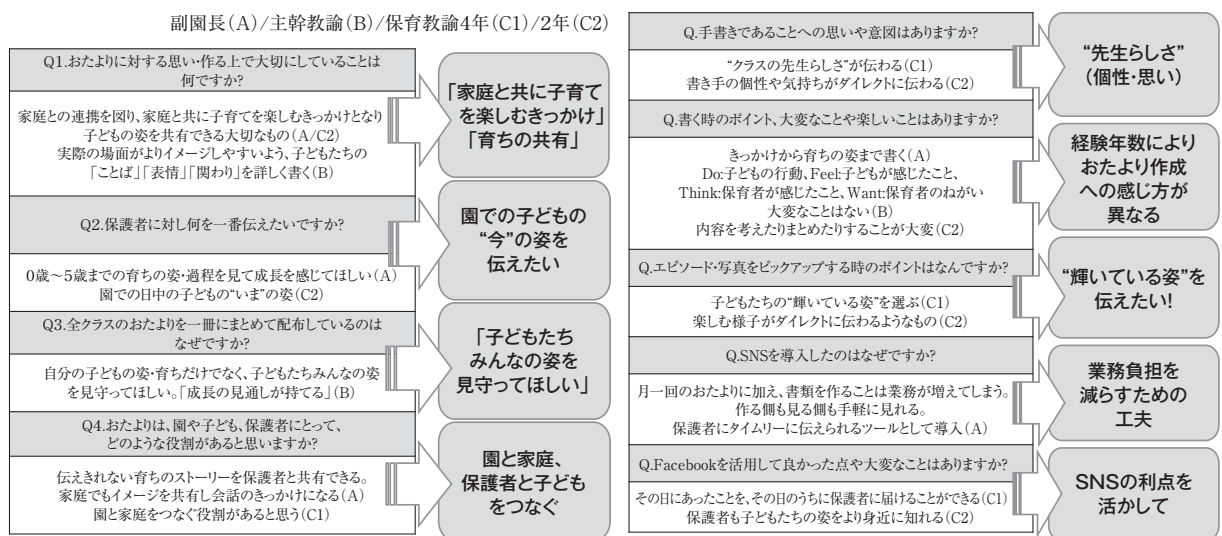 副園長(A)/主幹教諭(B)/保育教諭4年(C1)/2年(C2)
Q1.おたよりに対する思い・作る上で大切にしていることは
何ですか?
家庭との連携を図り、家庭と共に子育てを楽しむきっかけとなり
子どもの姿を共有できる大切なもの(A/C2)
実際の場面がよりイメージしやすいよう、子どもたちの
「ことば」「表情」「関わり」を詳しく書く(B)
「家庭と共に子育て
を楽しむきっかけ」
「育ちの共有」
Q2.保護者に対し何を一番伝えたいですか?
0歳～5歳までの育ちの姿・過程を見て成長を感じてほしい(A)
園での日中の子どもの“いま”の姿(C2)
園での子どもの
“今”の姿を
伝えたい
Q3.全クラスのおたよりを一冊にまとめて配布しているのは
なぜですか?
自分の子どもの姿・育ちだけでなく、子どもたちみんなの姿
を見守ってほしい。「成長の見通しが持てる」(B)
「子どもたち
みんなの姿を
見守ってほしい」
Q4.おたよりは、園や子ども、保護者にとって、
どのような役割があると思いますか?
伝えきれない育ちのストーリーを保護者と共有できる。
家庭でもイメージを共有し会話のきっかけになる(A)
園と家庭をつなぐ役割があると思う(C1)
園と家庭、
保護者と子ども
をつなぐ
Q.手書きであることへの思いや意図はありますか?
“クラスの先生らしさ”が伝わる(C1)
書き手の個性や気持ちがダイレクトに伝わる(C2)
“先生らしさ”
(個性・思い)
Q.書く時のポイント、大変なことや楽しいことはありますか?
きっかけから育ちの姿まで書く(A)
Do:子どもの行動、Feel:子どもが感じたこと、
Think:保育者が感じたこと、Want:保育者のねがい
大変なことはない(B)
内容を考えたりまとめたりすることが大変(C2)
経験年数により
おたより作成
への感じ方が
異なる
Q.エピソード・写真をピックアップする時のポイントはなんですか?
子どもたちの“輝いている姿”を選ぶ(C1)
楽しむ様子がダイレクトに伝わるようなもの(C2)
“輝いている姿”を
伝えたい!
Q.SNSを導入したのはなぜですか?
月一回のおたよりに加え、書類を作ることは業務が増えてしまう。
作る側も見る側も手軽に見れる。
保護者にタイムリーに伝えられるツールとして導入(A)
業務負担を
減らすための
工夫
Q.Facebookを活用して良かった点や大変なことはありますか?
その日にあったことを、その日のうちに保護者に届けることができる(C1)
保護者も子どもたちの姿をより身近に知れる(C2)
SNSの利点を
活かして